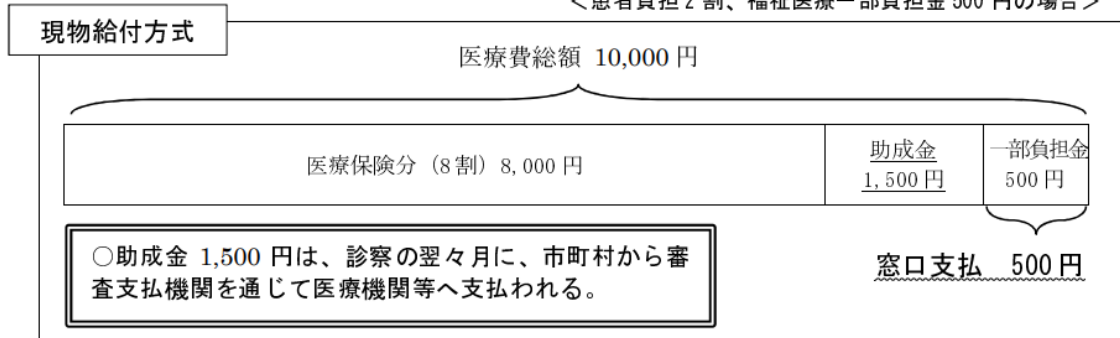 ＜患者負担2割、福祉医療一部負担金500円の場合＞
現物給付方式
医療費総額 10,000 円
医療保険分（8割）8,000 円
助成金
1,500 円
一部負担金
500 円
○助成金 1,500 円は、診察の翌々月に、市町村から審
査支払機関を通じて医療機関等へ支払われる。
窓口支払 500 円